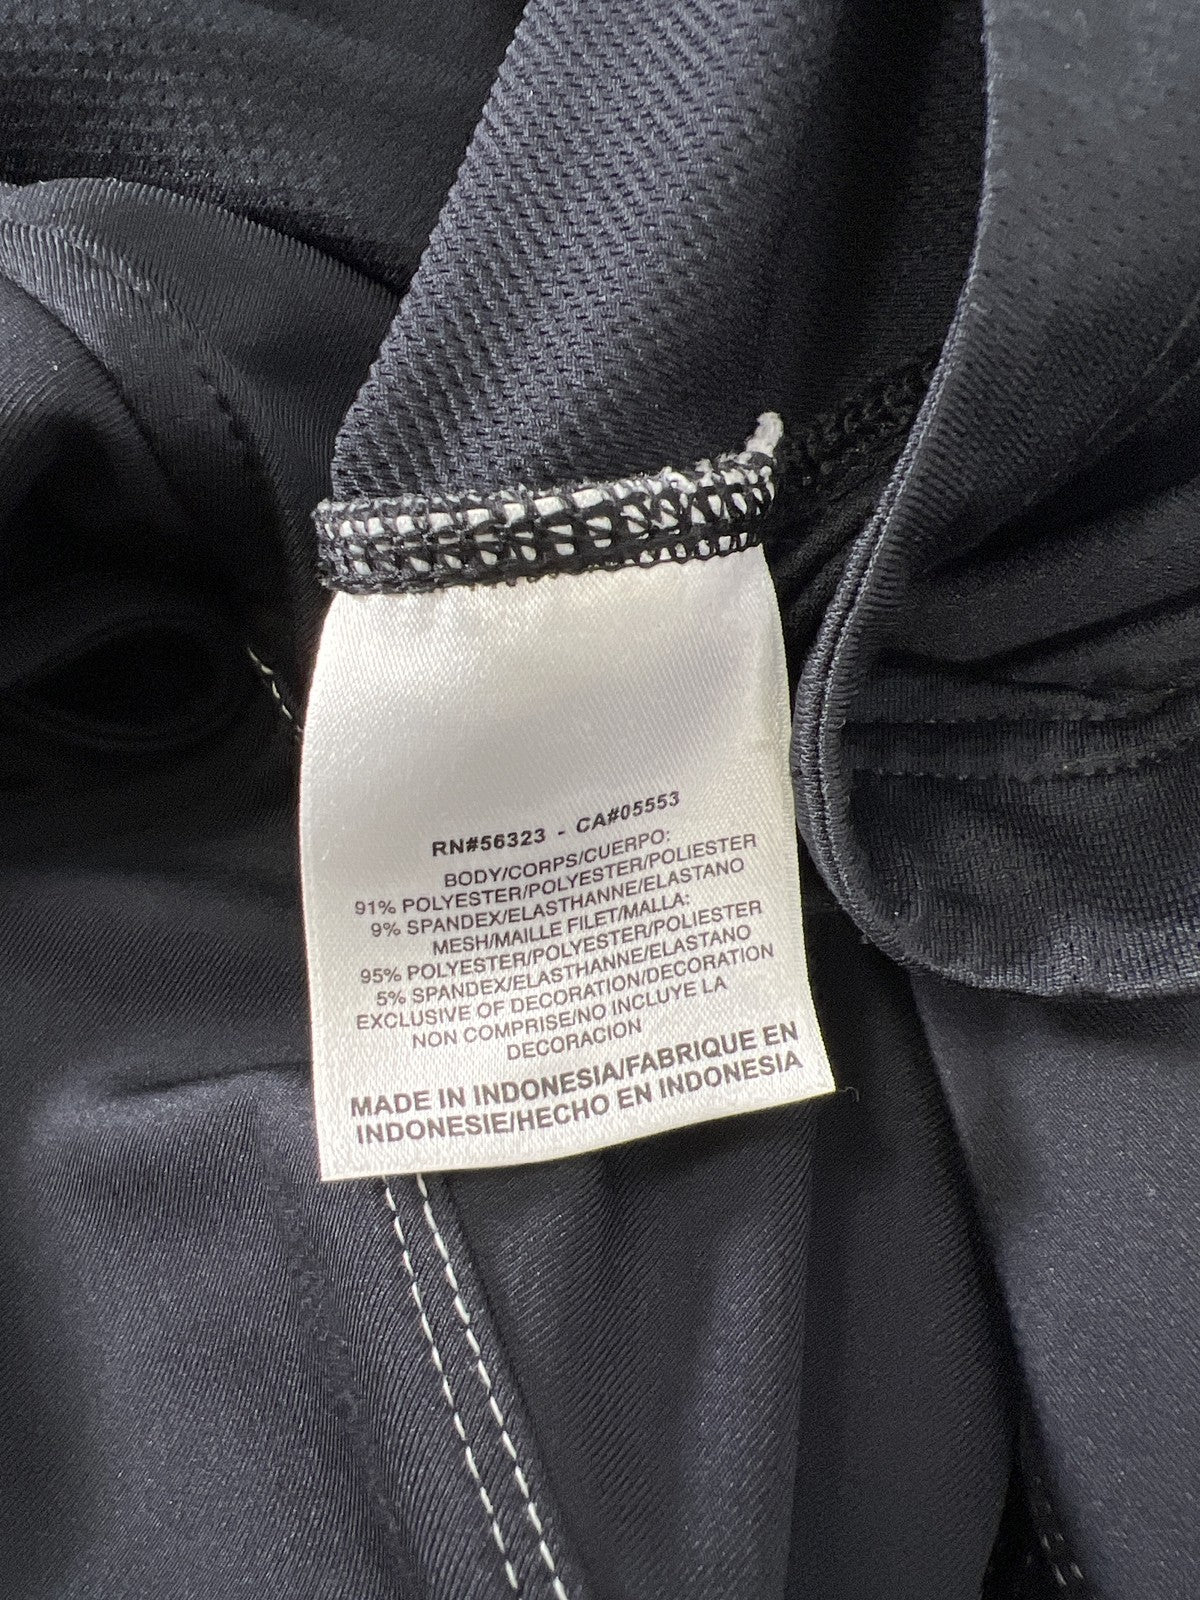 RN#56323 - CA#05553
BODY/CORPS/CUERPO:
91% POLYESTER/POLYESTER/POLIESTER
9% SPANDEX/ELASTHANNE/ELASTANO
MESH/MAILLE FILET/MALLA:
95% POLYESTER/POLYESTER/POLIESTER
5% SPANDEX/ELASTHANNE/ELASTANO
EXCLUSIVE OF DECORATION/DECORATION
NON COMPRISE/NO INCLUYE LA
DECORACION
MADE IN INDONESIA/FABRIQUE EN
INDONESIE/HECHO EN INDONESIA